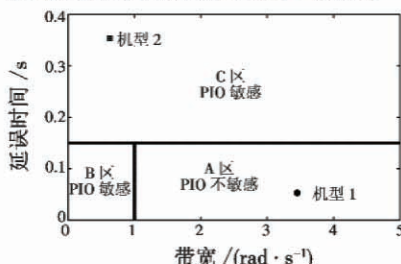 0.4
机型 2
0.3
C 区
PIO 敏感
0.2
延误时间 /s
0.1
B 区
PIO 敏感
A 区
PIO 不敏感
机型 1
0
0 1 2 3 4 5
带宽 /(rad · s⁻¹)